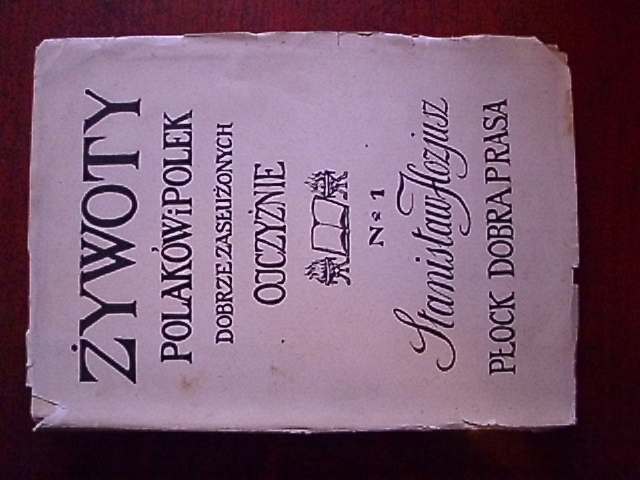 ŻYWOTY
POLAKÓW i POLEK
DOBRZE ZASŁUŻONYCH
OJCZYŹNIE
No 1
Stanisław Hozjusz
PŁOCK DOBRA PRASA